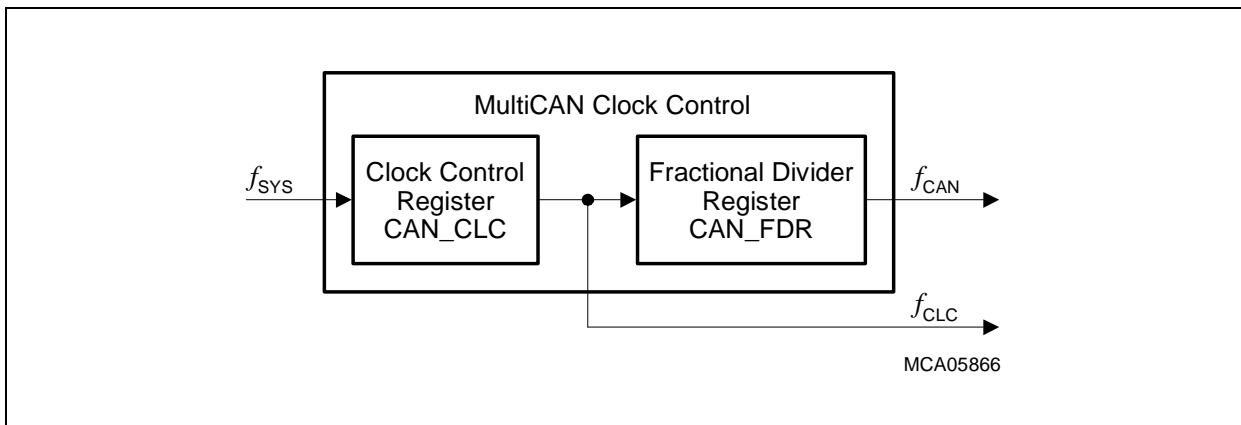 MultiCAN Clock Control
fSYS
Clock Control
Register
CAN_CLC
Fractional Divider
Register
CAN_FDR
fCAN
fCLC
MCA05866